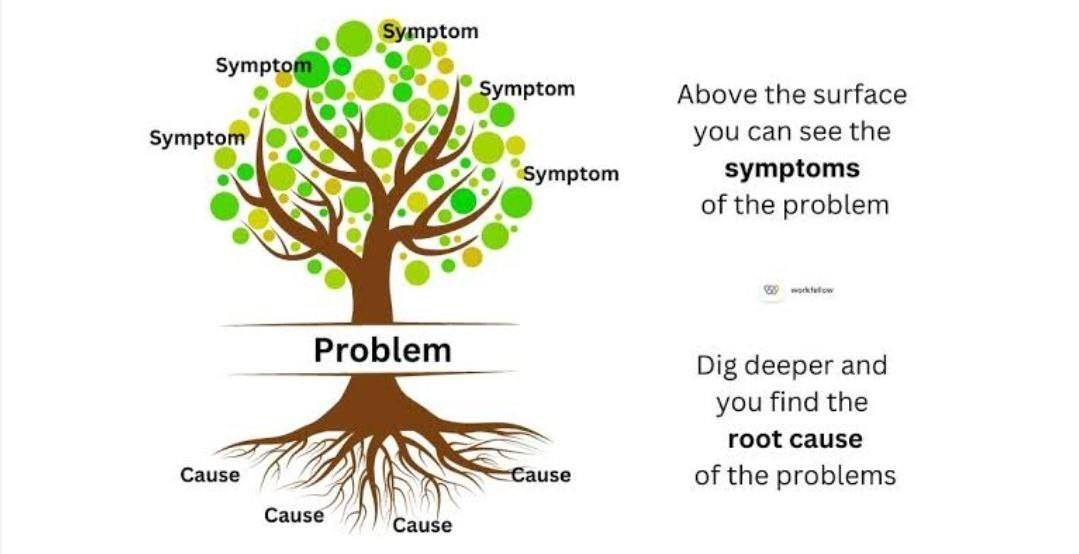 Symptom
Symptom
Symptom
Symptom
Symptom
Problem
Cause
Cause
Cause
Cause
Above the surface
you can see the
symptoms
of the problem
workfellow
Dig deeper and
you find the
root cause
of the problems